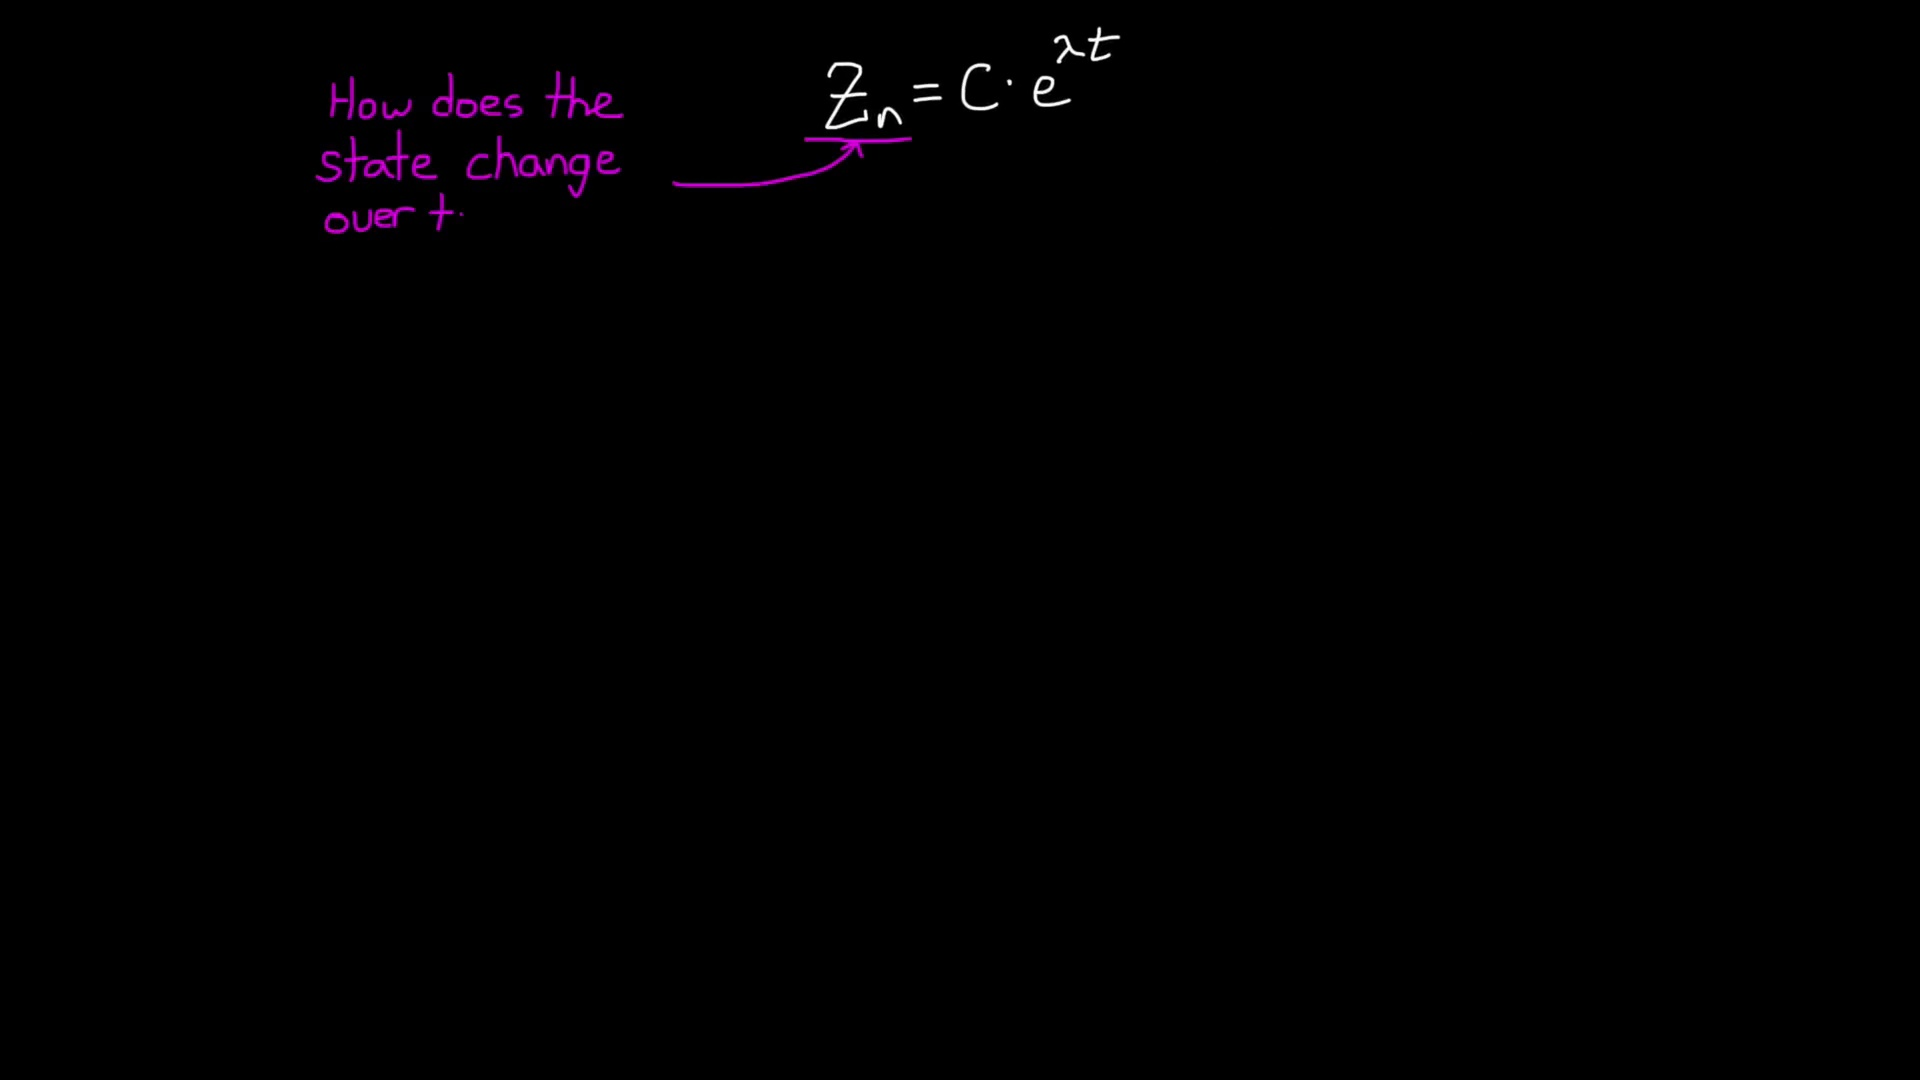 How does the
state change
over t
Zn = C · e^λt